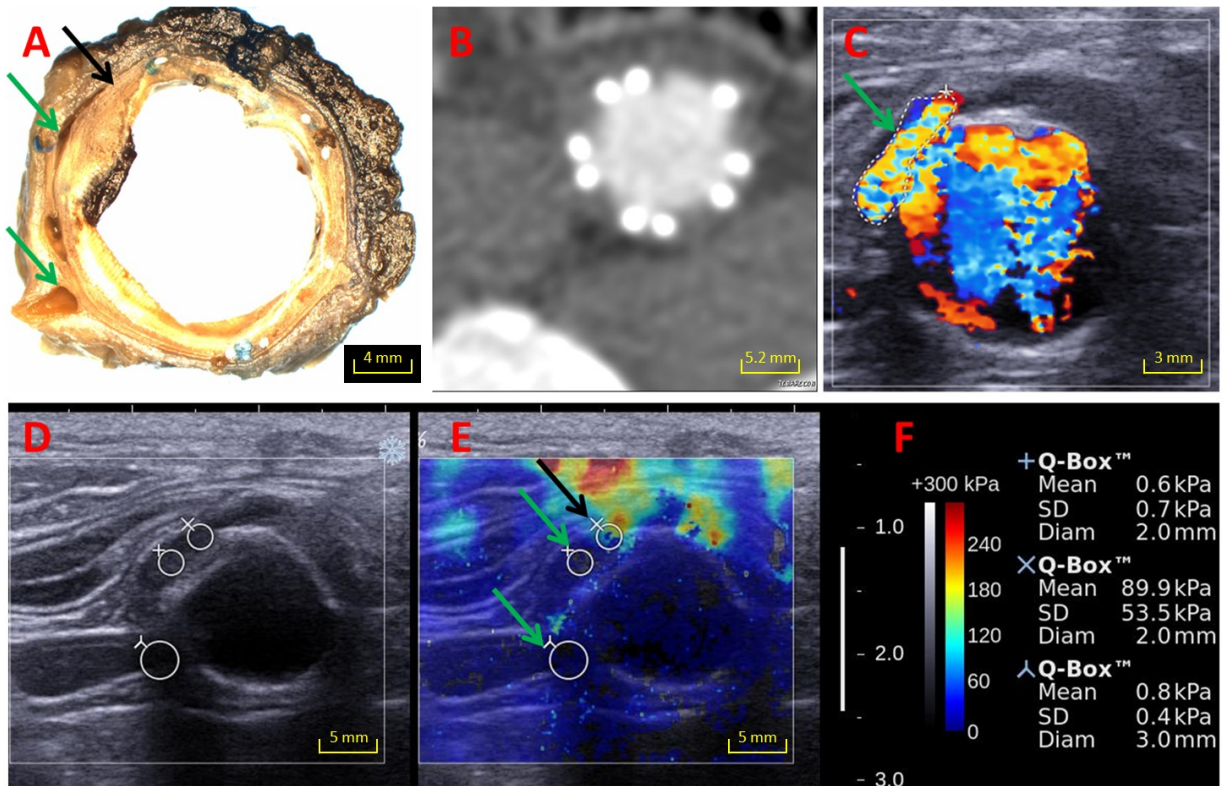 A
B
C
4 mm
5.2 mm
TERARECON
3 mm
D
E
F
%
+300 kPa
240
180
120
60
0
1.0
2.0
3.0
+Q-Box™
Mean 0.6 kPa
SD 0.7 kPa
Diam 2.0 mm
×Q-Box™
Mean 89.9 kPa
SD 53.5 kPa
Diam 2.0 mm
Q-Box™
Mean 0.8 kPa
SD 0.4 kPa
Diam 3.0 mm
5 mm
5 mm